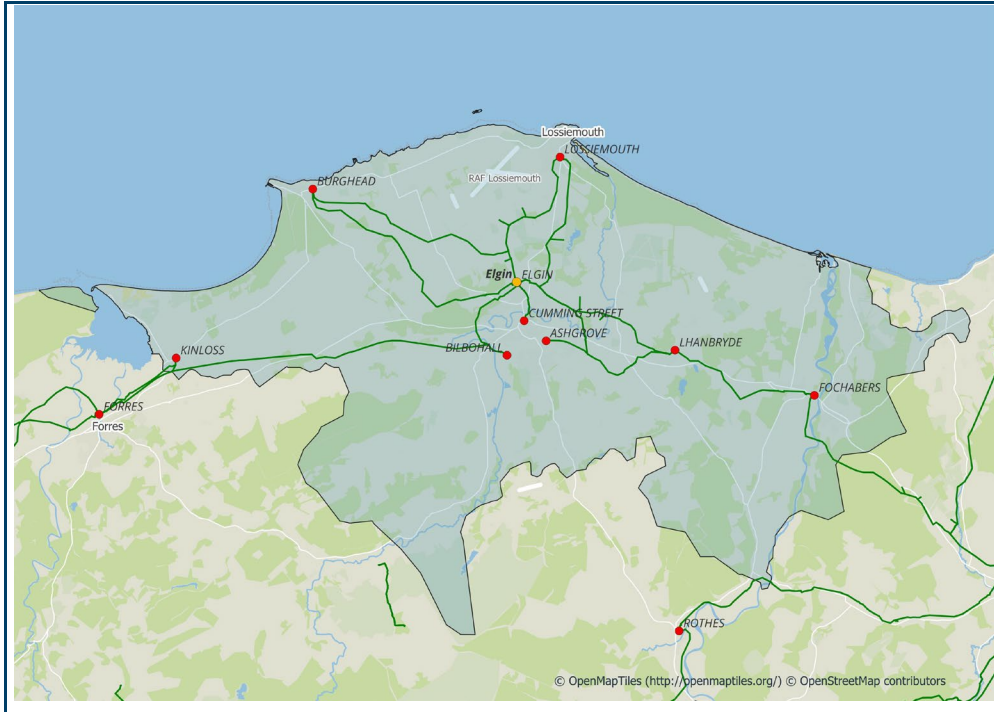 Lossiemouth
LOSSIEMOUTH
RAF Lossiemouth
BURGHEAD
Elgin ELGIN
CUMMING STREET
ASHGROVE
BILBOHALL
LHANBRYDE
KINLOSS
FOCHABERS
FORRES
Forres
ROTHES
© OpenMapTiles (http://openmaptiles.org/) © OpenStreetMap contributors